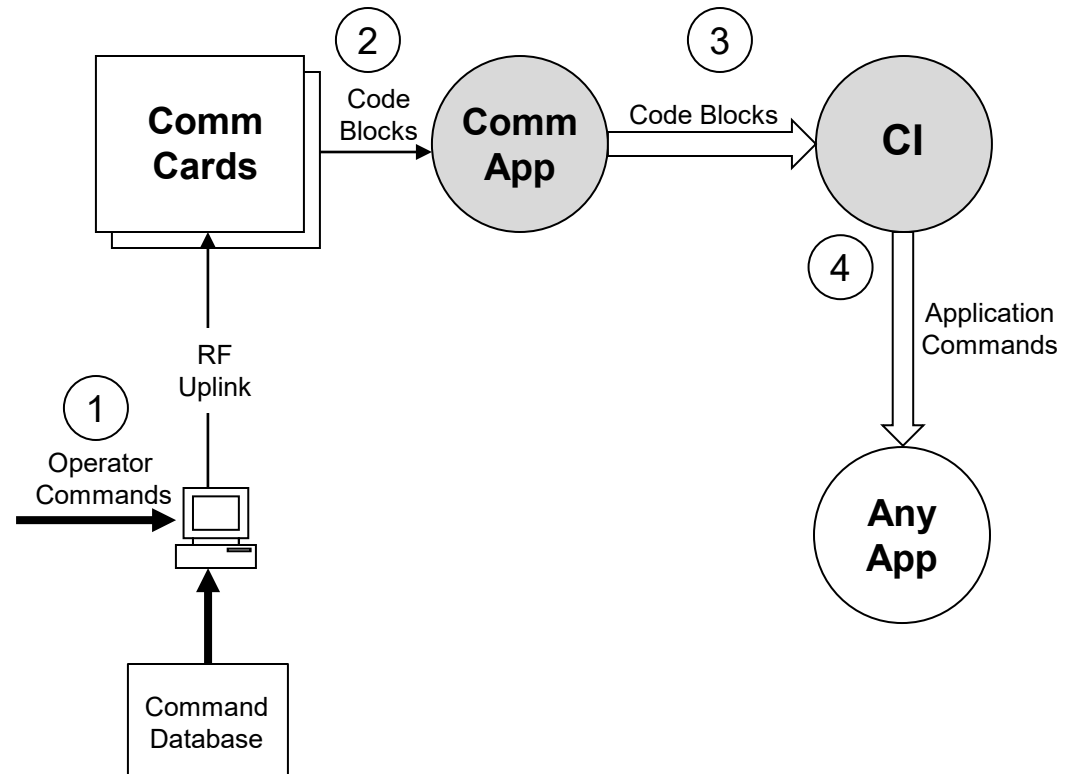 2
3
Code
Blocks
Code Blocks
Comm
Cards
Comm
App
CI
4
Application
Commands
RF
Uplink
1
Operator
Commands
Any
App
Command
Database